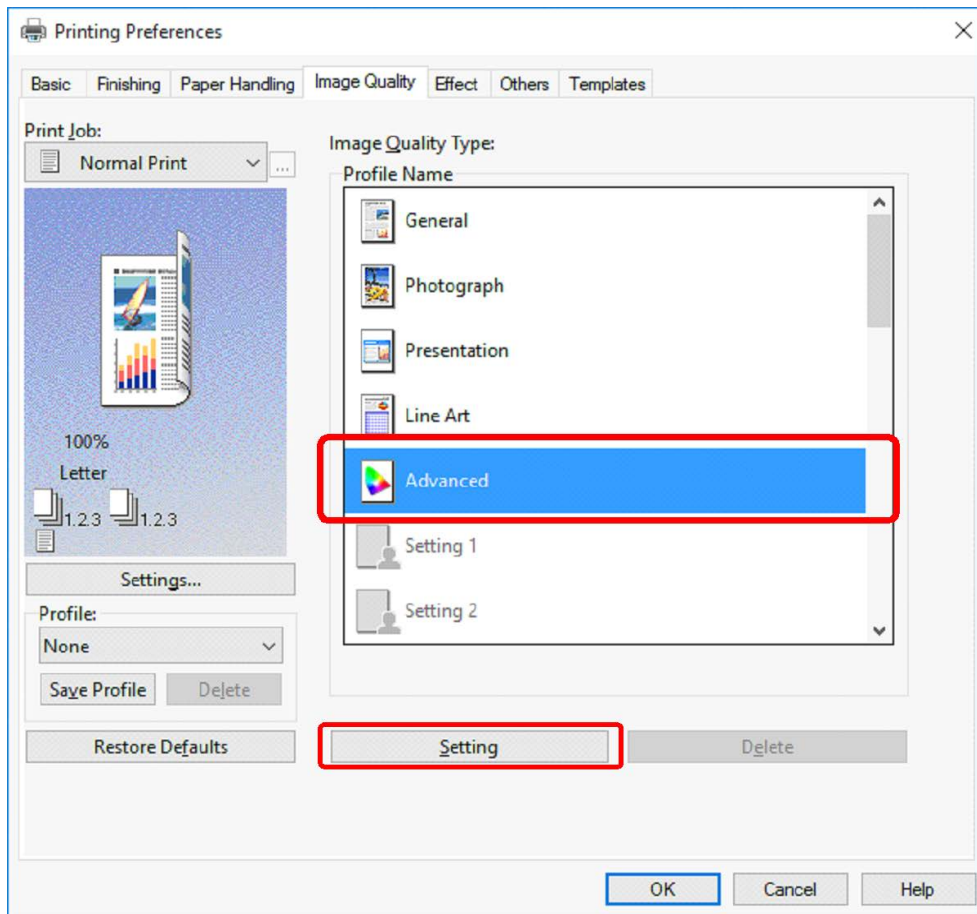 Printing Preferences
Basic Finishing Paper Handling Image Quality Effect Others Templates
Print Job:
Normal Print
...
100%
Letter
1.2.3 1.2.3
Settings...
Profile:
None
Save Profile Delete
Restore Defaults
Image Quality Type:
Profile Name
General
Photograph
Presentation
Line Art
Advanced
Setting 1
Setting 2
Setting Delete
OK Cancel Help